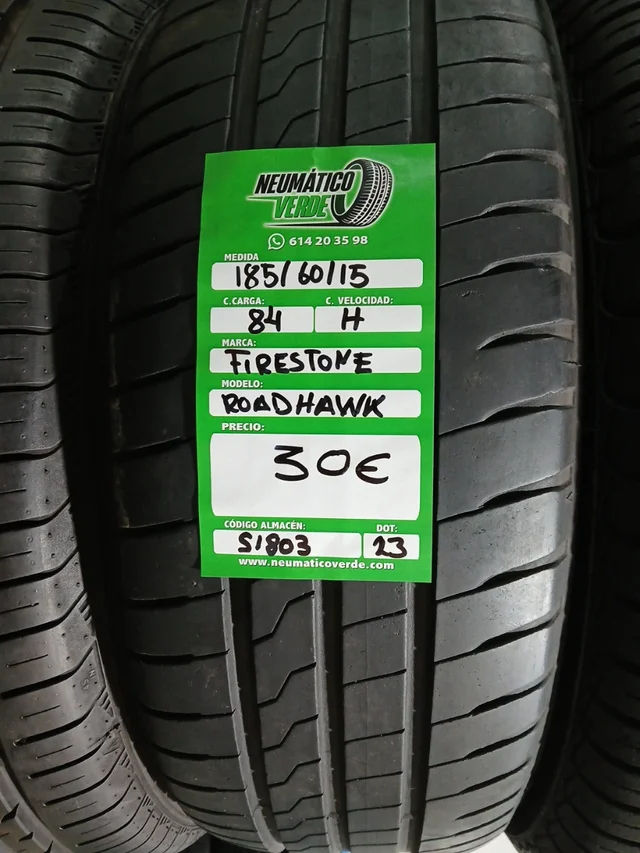 NEUMÁTICO
VERDE
614 20 35 98
MEDIDA
185/60/15
C.CARGA: C. VELOCIDAD:
84 H
MARCA:
FIRESTONE
MODELO:
ROADHAWK
PRECIO:
30€
CÓDIGO ALMACÉN: DOT:
S1803 23
www.neumaticoverde.com